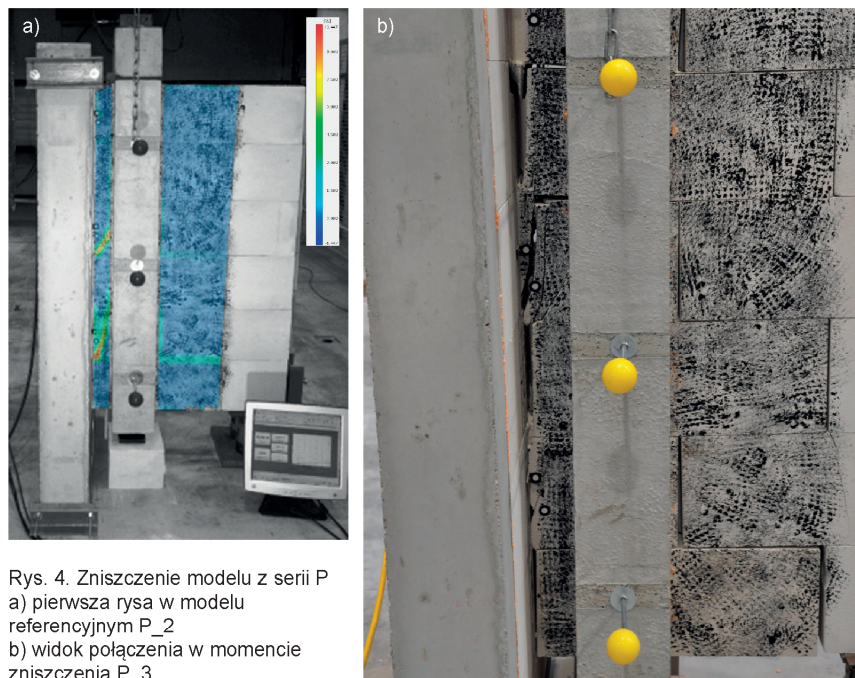 a)
b)
Rys. 4. Zniszczenie modelu z serii P
a) pierwsza rysa w modelu
referencyjnym P_2
b) widok połączenia w momencie
zniszczenia P_3